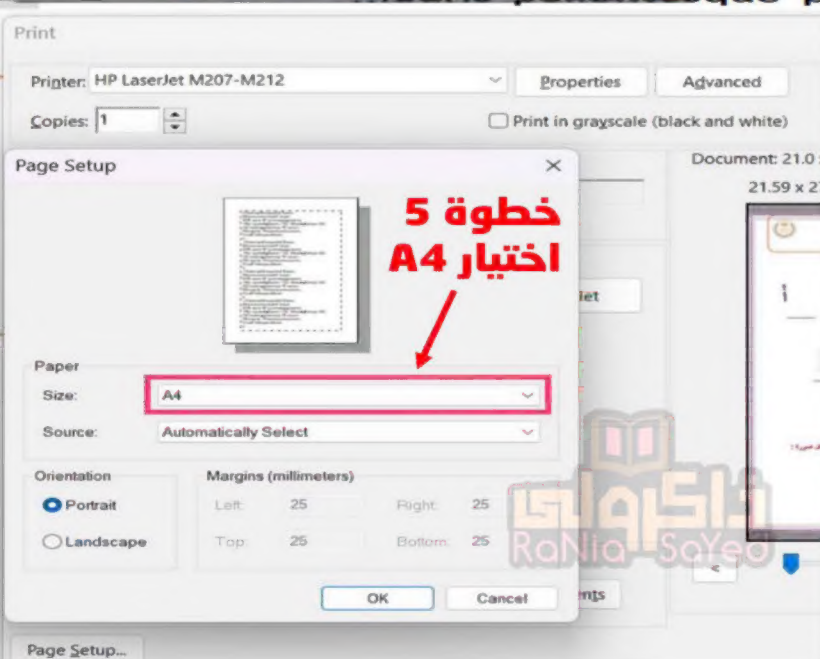 Print
Printer: HP LaserJet M207-M212
Properties
Advanced
Copies: 1
Print in grayscale (black and white)
Page Setup
Document: 21.0
21.59 x 2
خطوة 5
اختيار A4
Paper
Size: A4
Source: Automatically Select
Orientation
Portrait
Landscape
Margins (millimeters)
Left: 25
Right: 25
Top: 25
Bottom: 25
OK
Cancel
ذاكرولي
RaNia SaYed
أ
<
Page Setup...